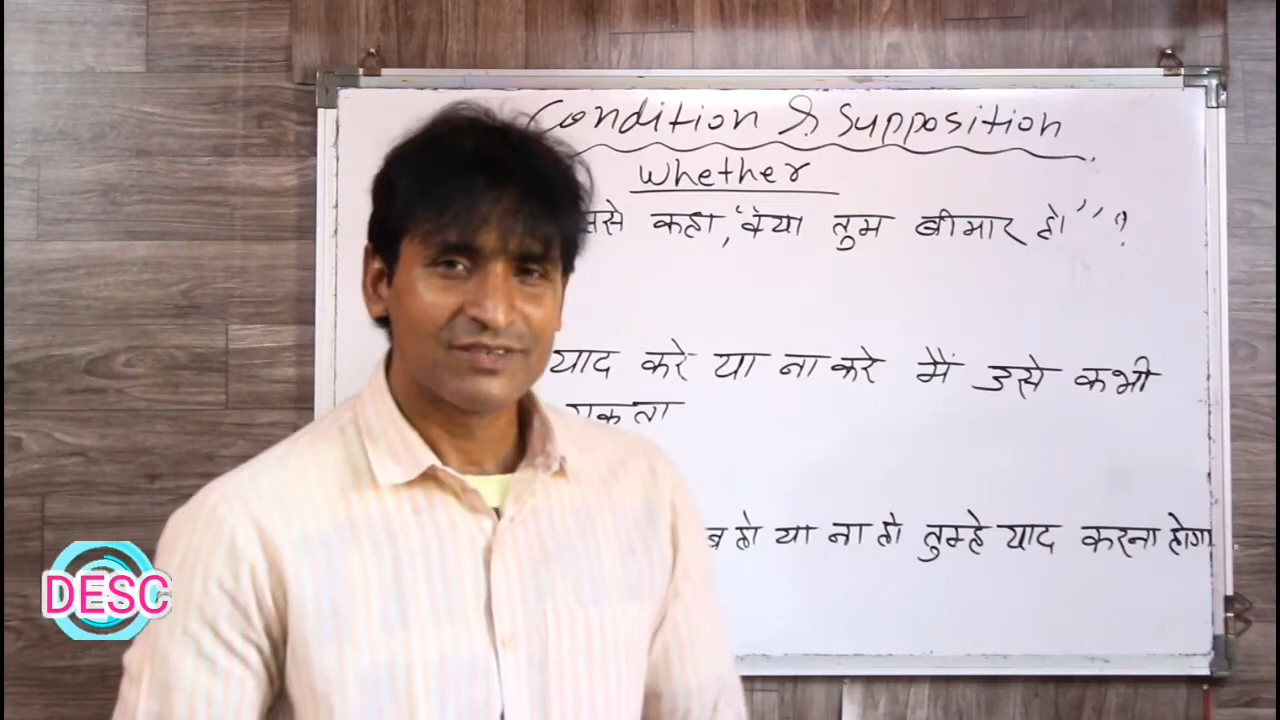 Condition & Supposition
Whether
कहा, "क्या तुम बीमार हो" ?
याद करे या ना करे मैं उसे कभी
हो या ना हो तुम्हे याद करना होगा
DESC